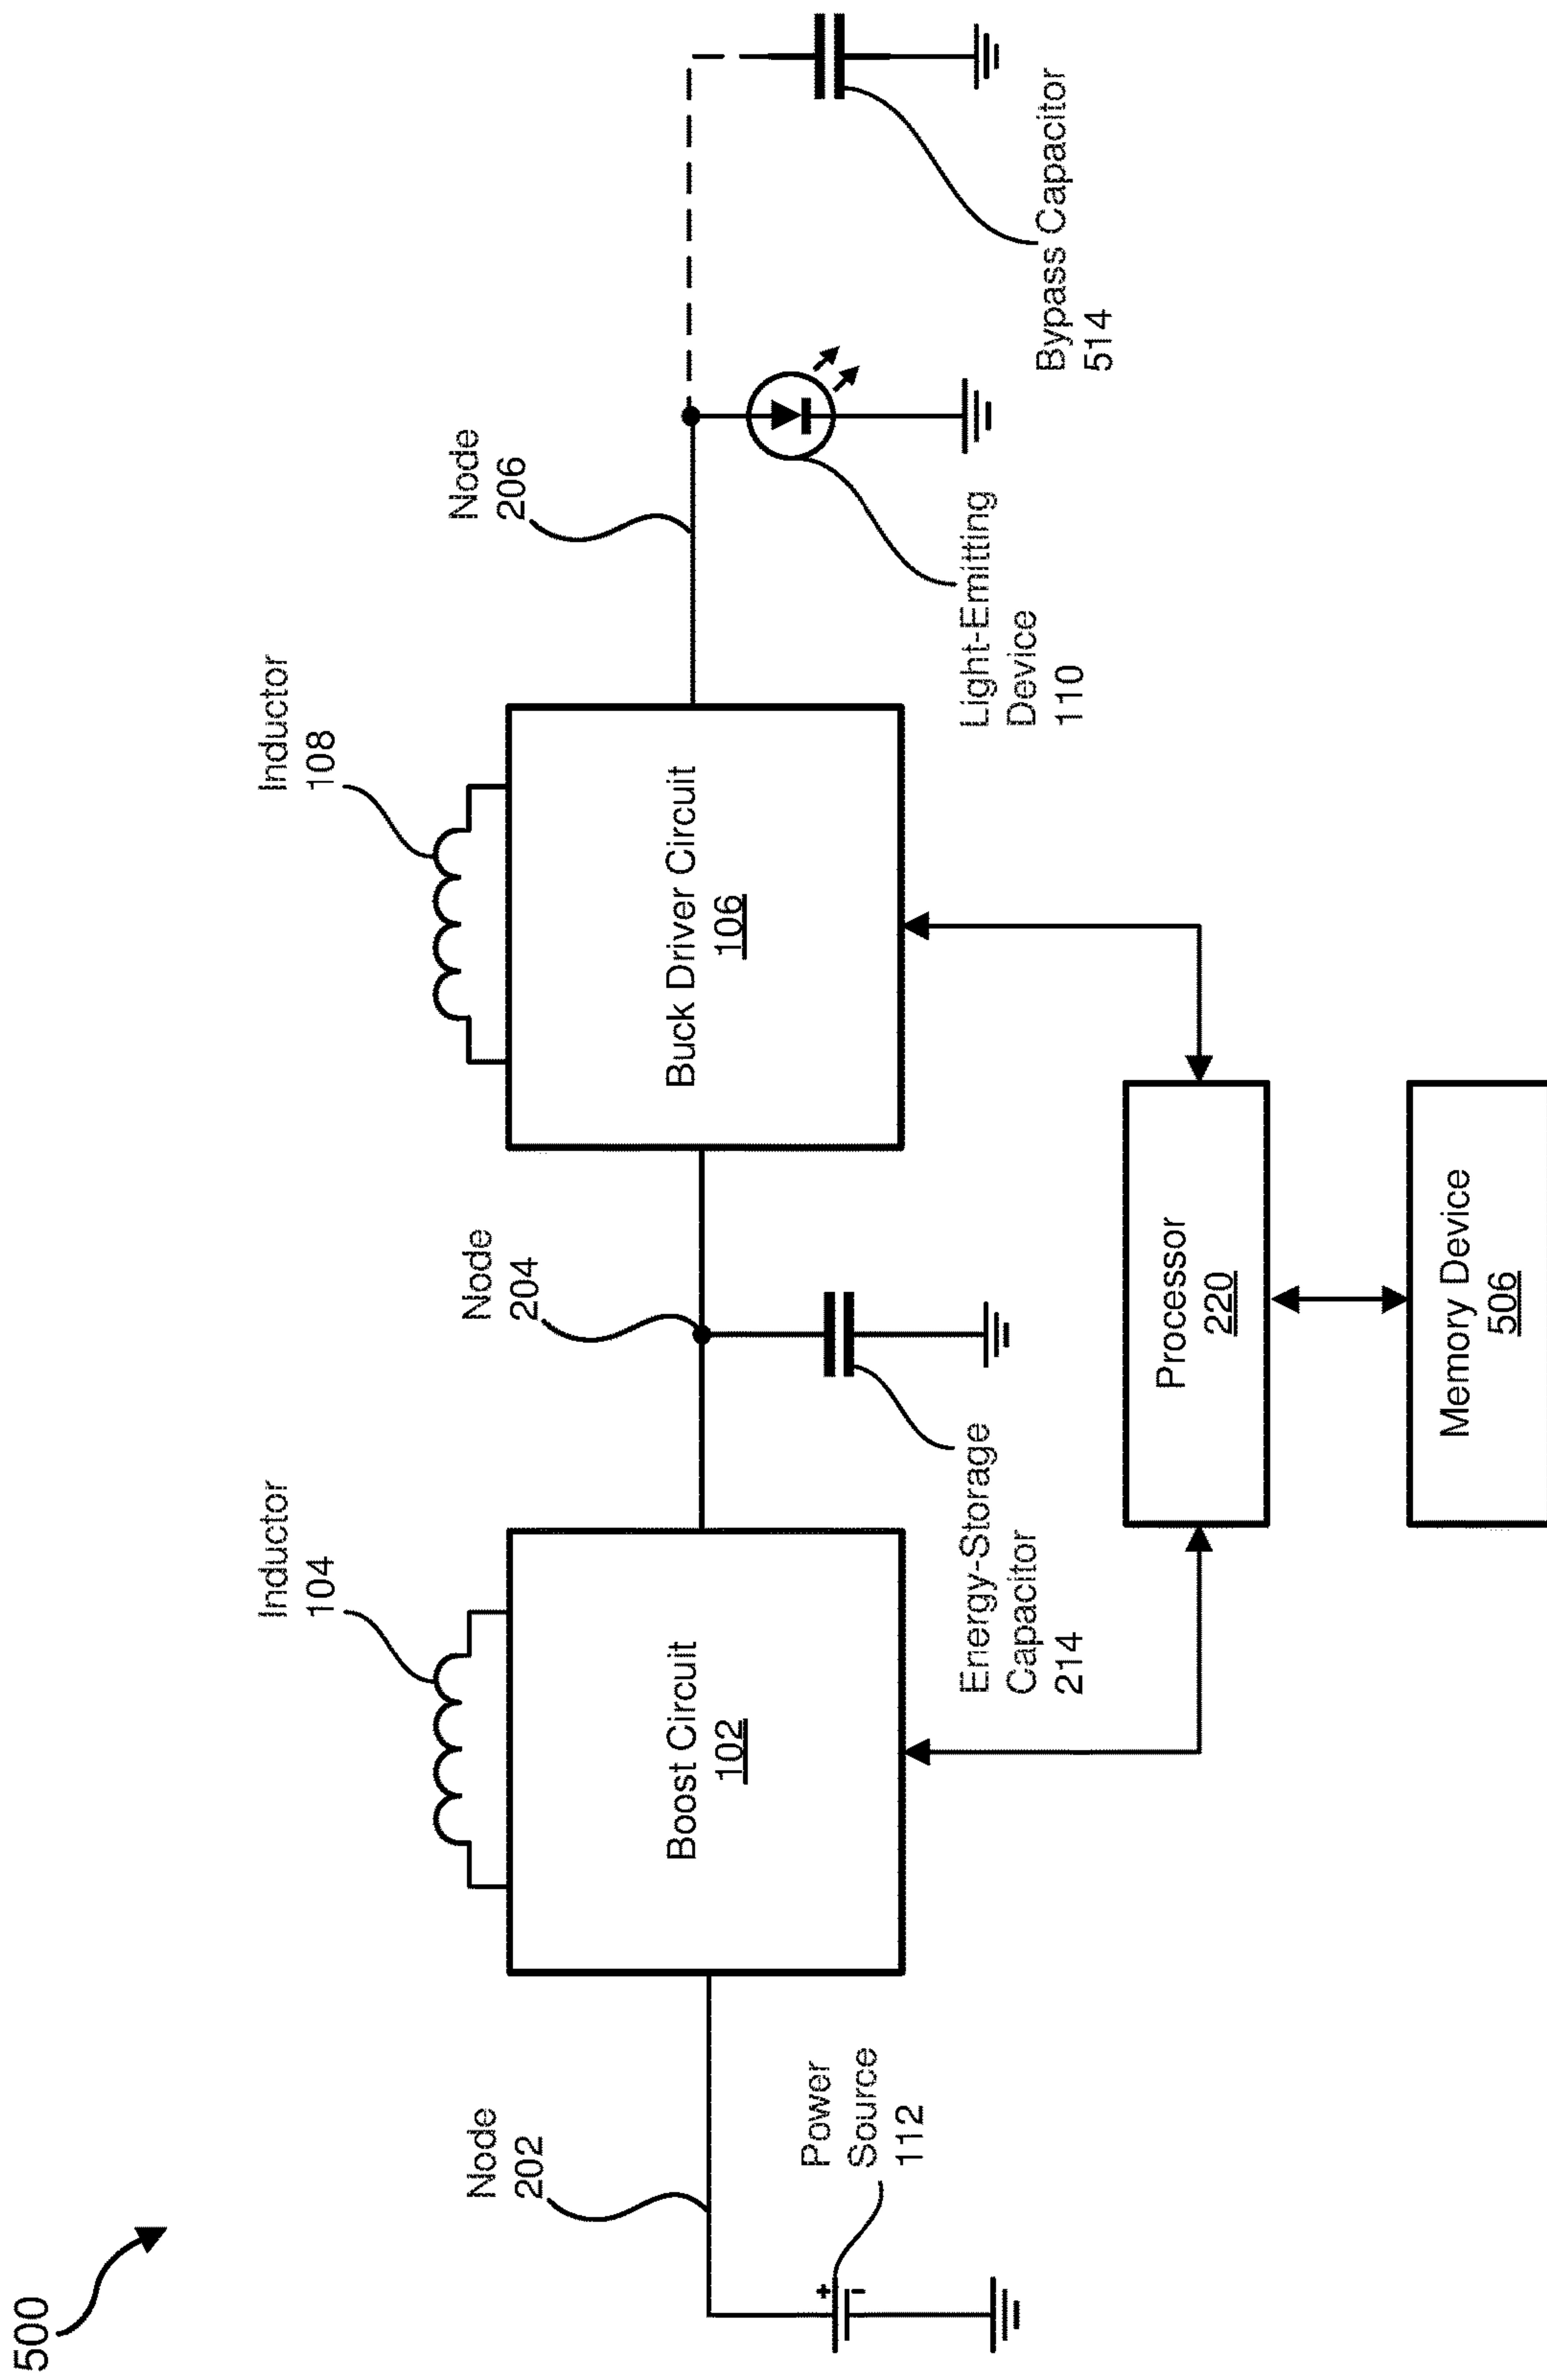 500
Inductor
104
Inductor
108
Node
202
Node
204
Node
206
Boost Circuit
102
Buck Driver Circuit
106
Power
Source
112
Energy-Storage
Capacitor
214
Light-Emitting
Device
110
Bypass Capacitor
514
+
-
Processor
220
Memory Device
506